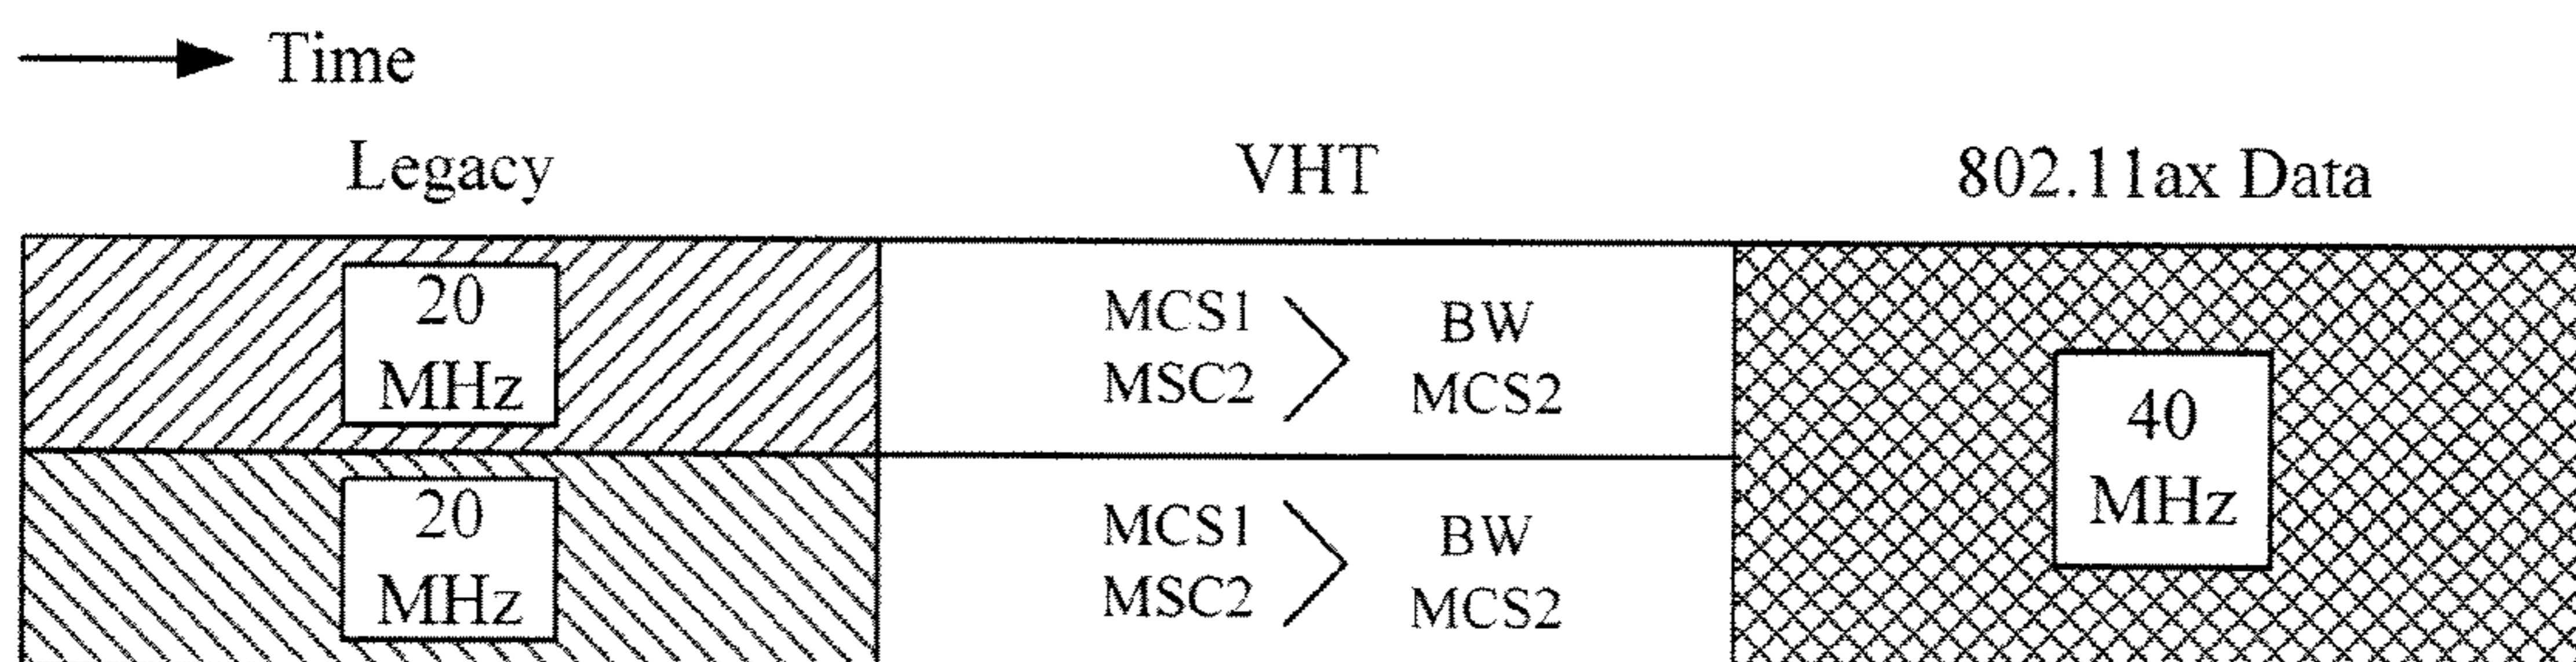 Time
Legacy
VHT
802.11ax Data
20
MHz
MCS1
MSC2
BW
MCS2
40
MHz
20
MHz
MCS1
MSC2
BW
MCS2